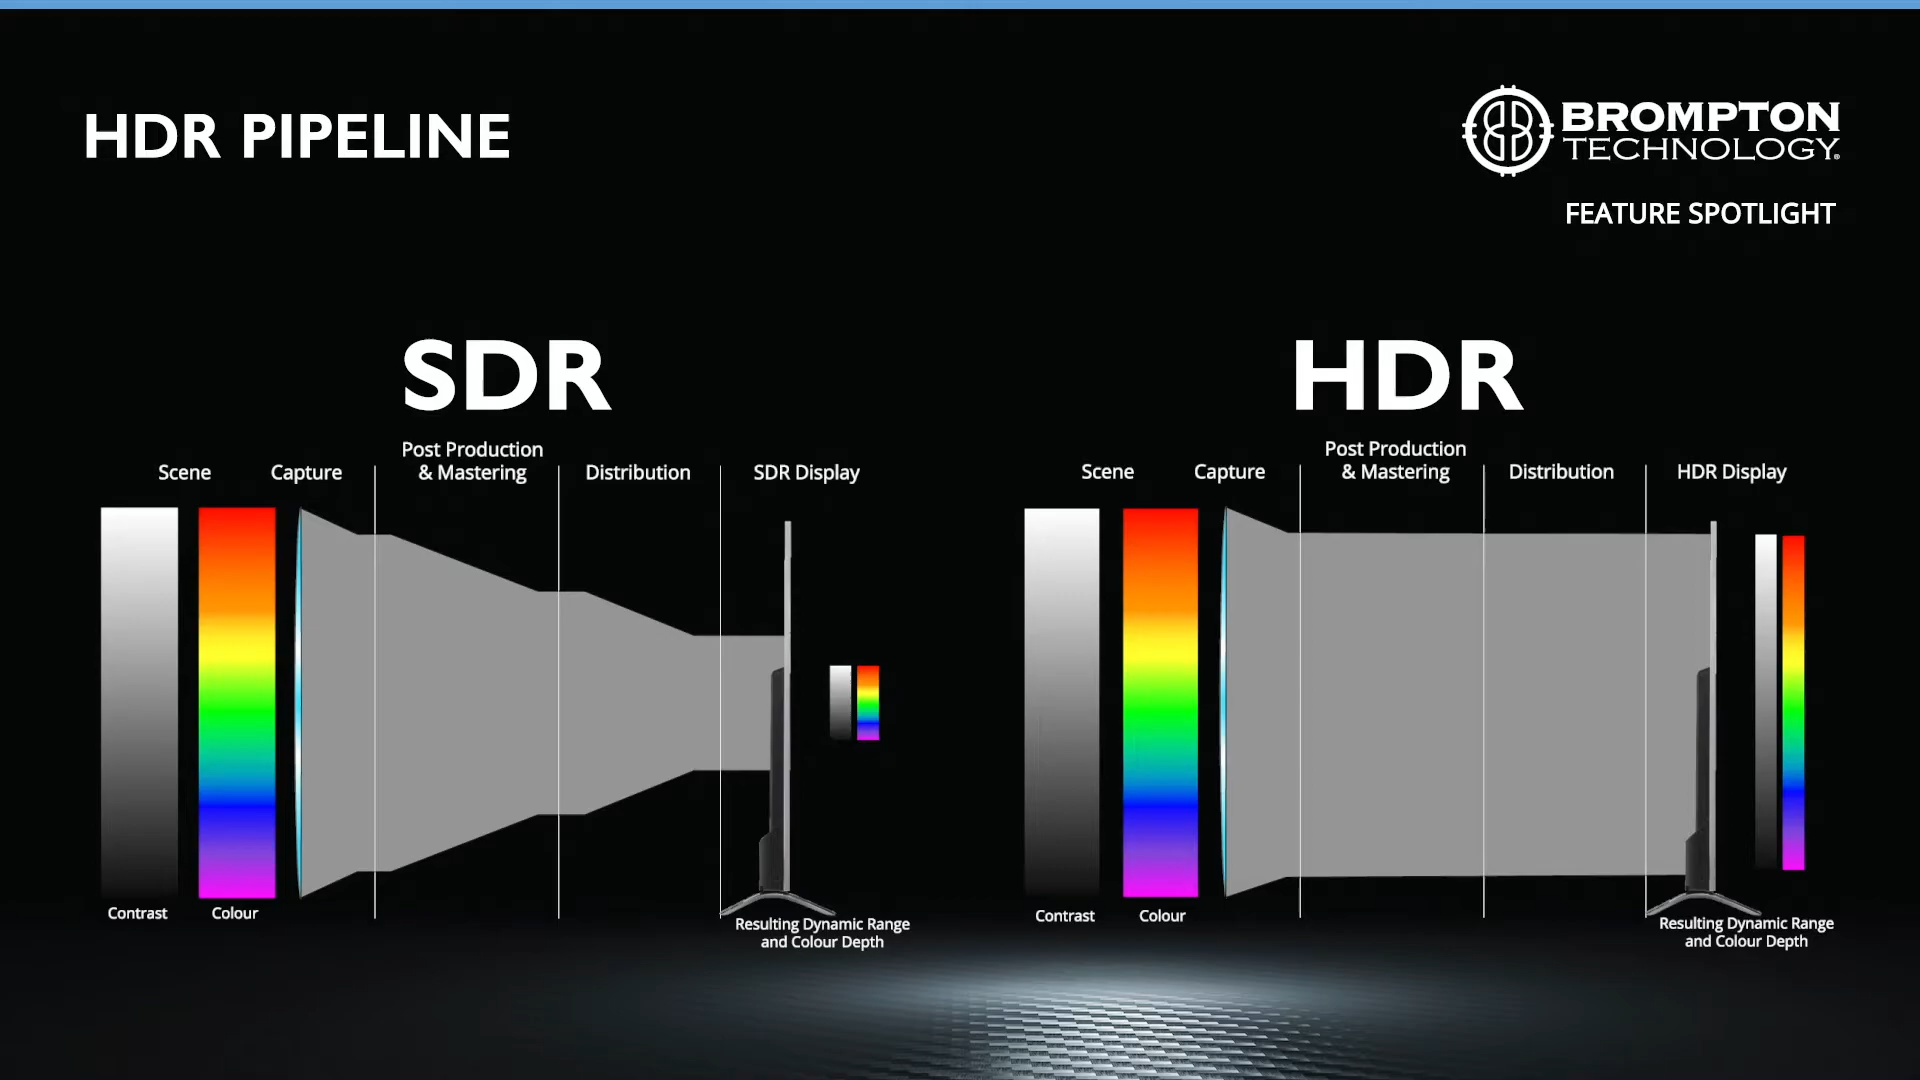 HDR PIPELINE
BROMPTON
TECHNOLOGY®
FEATURE SPOTLIGHT
SDR
Scene
Capture
Post Production
& Mastering
Distribution
SDR Display
Contrast
Colour
Resulting Dynamic Range
and Colour Depth
HDR
Scene
Capture
Post Production
& Mastering
Distribution
HDR Display
Contrast
Colour
Resulting Dynamic Range
and Colour Depth